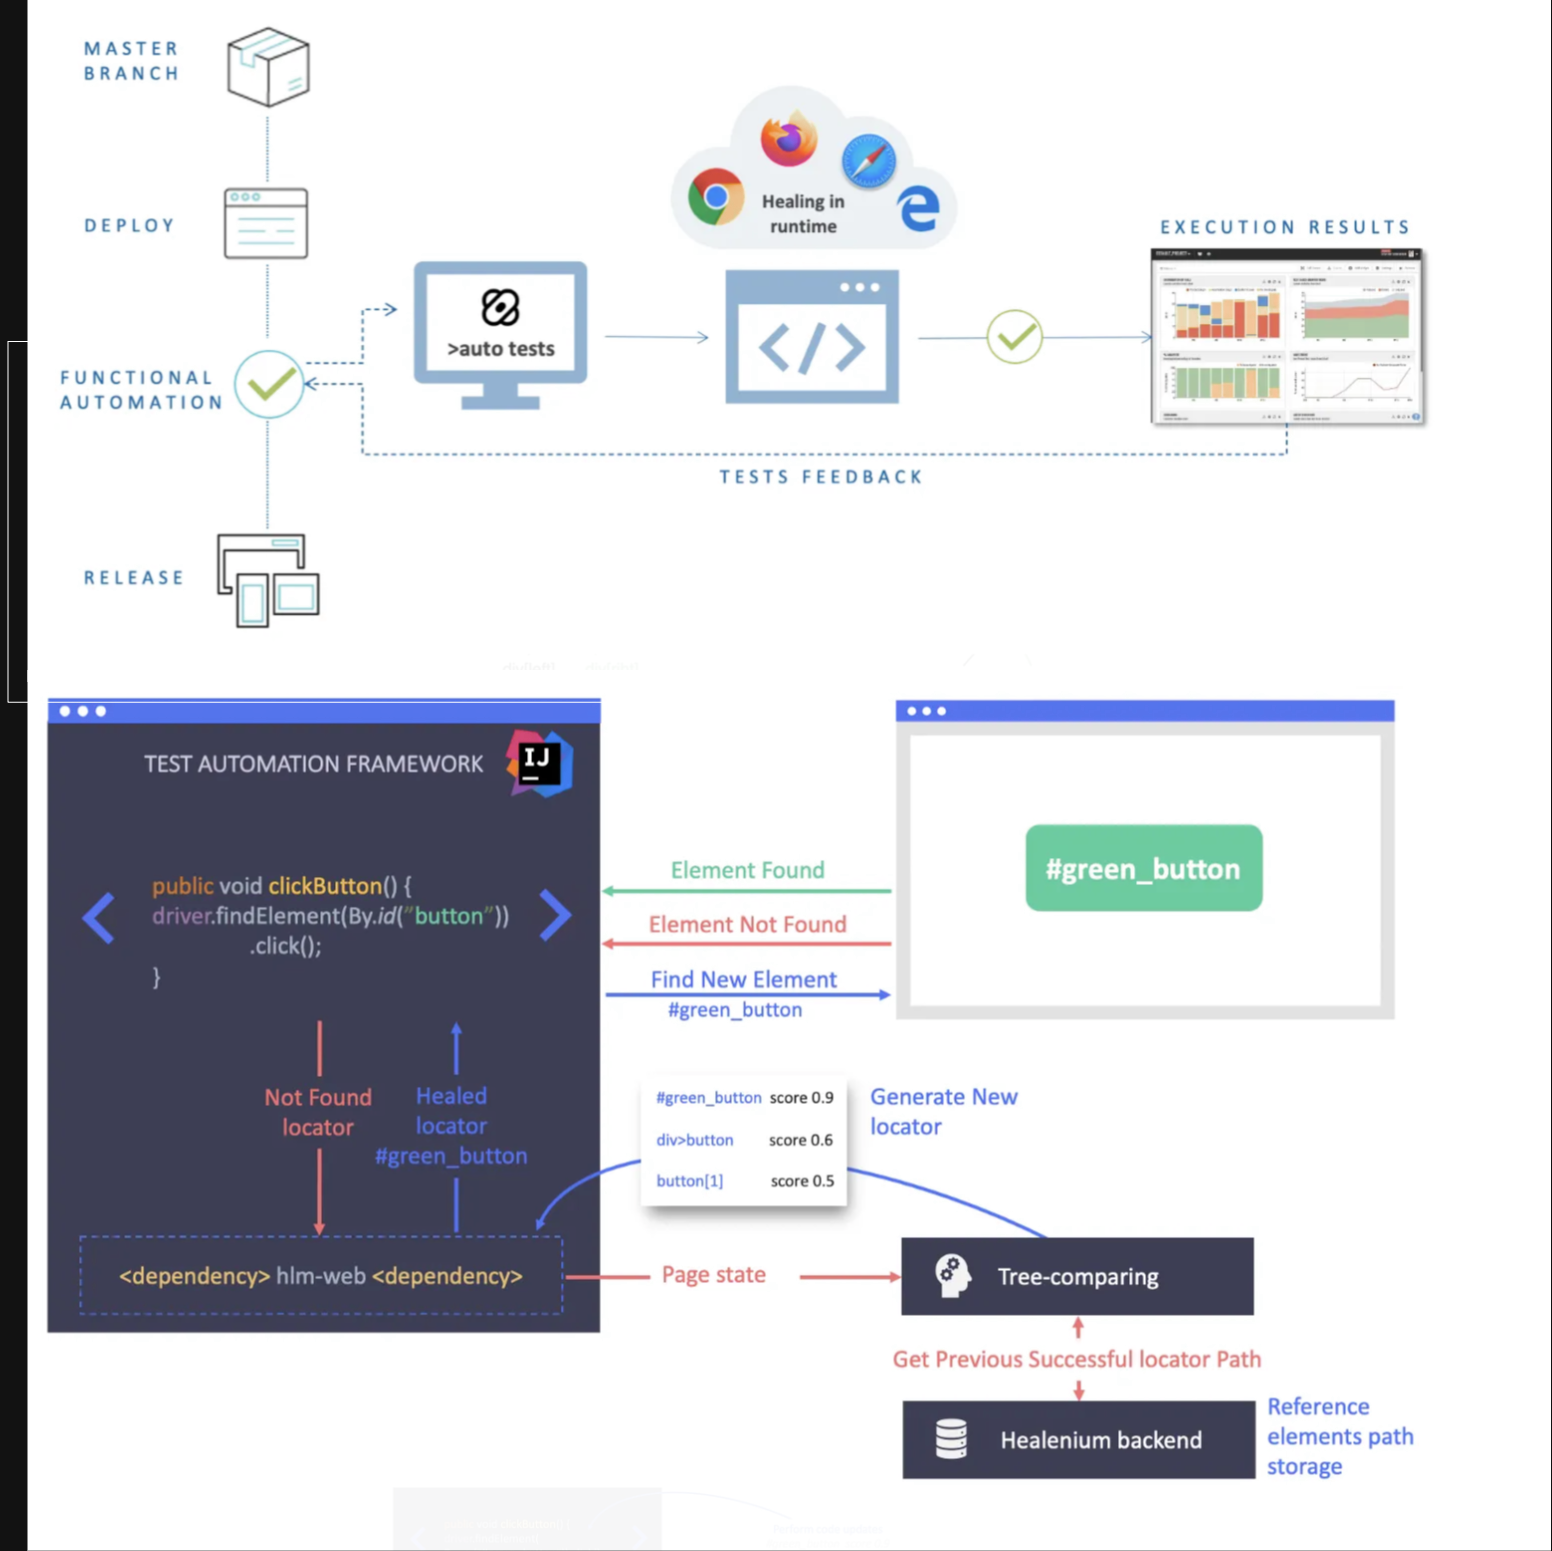 MASTER
BRANCH
DEPLOY
FUNCTIONAL
AUTOMATION
RELEASE
>auto tests
Healing in
runtime
EXECUTION RESULTS
TESTS FEEDBACK
TEST AUTOMATION FRAMEWORK
IJ
public void clickButton() {
driver.findElement(By.id("button"))
.click();
}
Element Found
Element Not Found
Find New Element
#green_button
#green_button
Not Found
locator
Healed
locator
#green_button
#green_button score 0.9
div>button score 0.6
button[1] score 0.5
Generate New
locator
<dependency> hlm-web <dependency>
Page state
Tree-comparing
Get Previous Successful locator Path
Healenium backend
Reference
elements path
storage